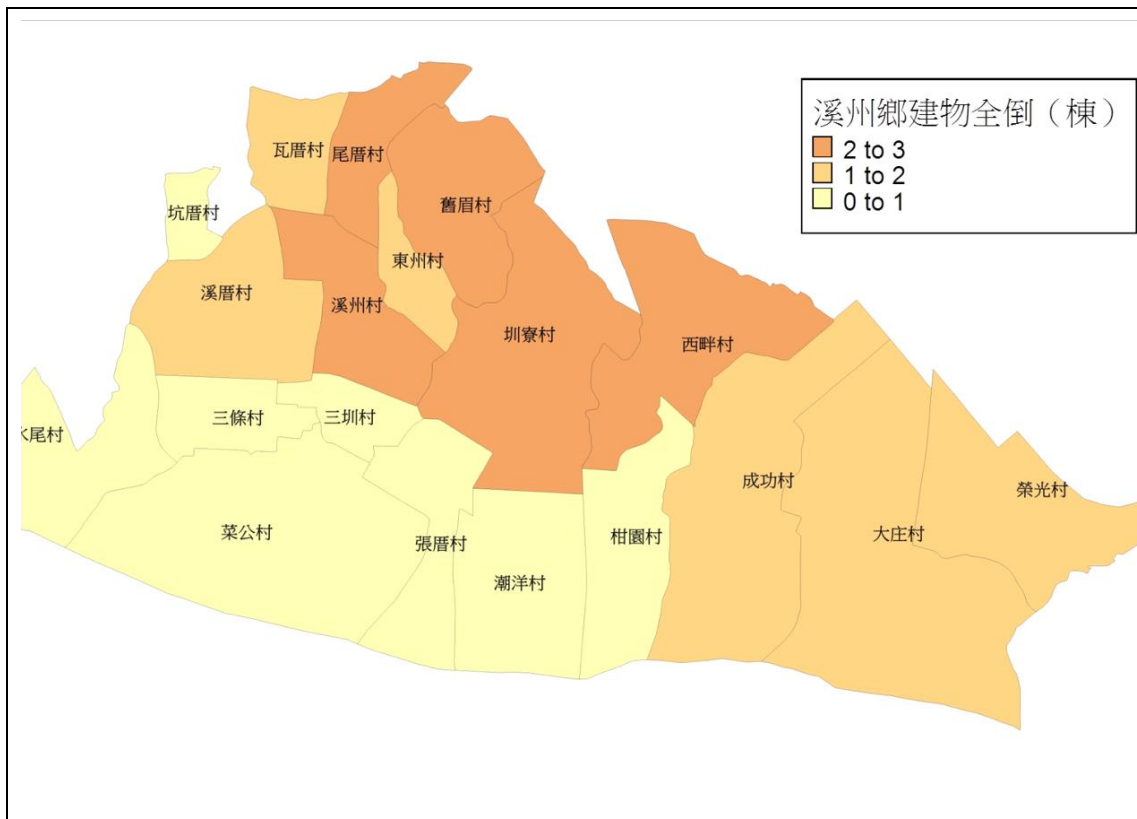 溪州鄉建物全倒（棟）
2 to 3
1 to 2
0 to 1
瓦厝村
尾厝村
坑厝村
舊眉村
東州村
溪厝村
溪州村
圳寮村
西畔村
三條村
三圳村
水尾村
成功村
榮光村
菜公村
張厝村
柑園村
大庄村
潮洋村